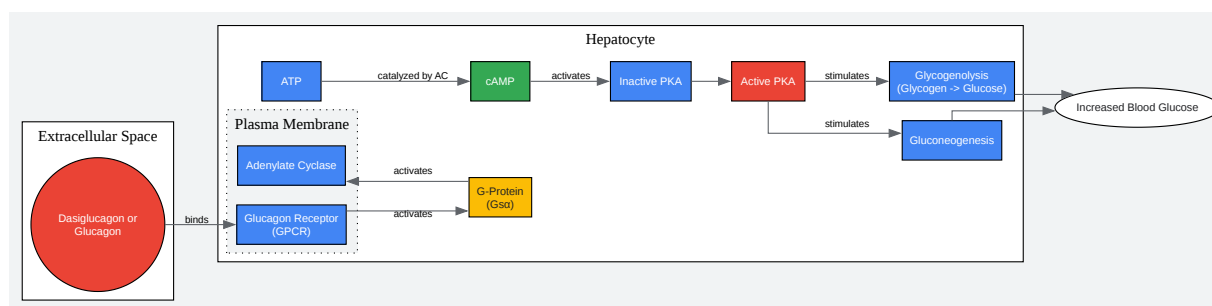 Hepatocyte
ATP
catalyzed by AC
cAMP
activates
Inactive PKA
Active PKA
stimulates
Glycogenolysis
(Glycogen -> Glucose)
Increased Blood Glucose
stimulates
Gluconeogenesis
Plasma Membrane
Adenylate Cyclase
activates
G-Protein
(Gsα)
Glucagon Receptor
(GPCR)
activates
Extracellular Space
Dasiglucagon or
Glucagon
binds